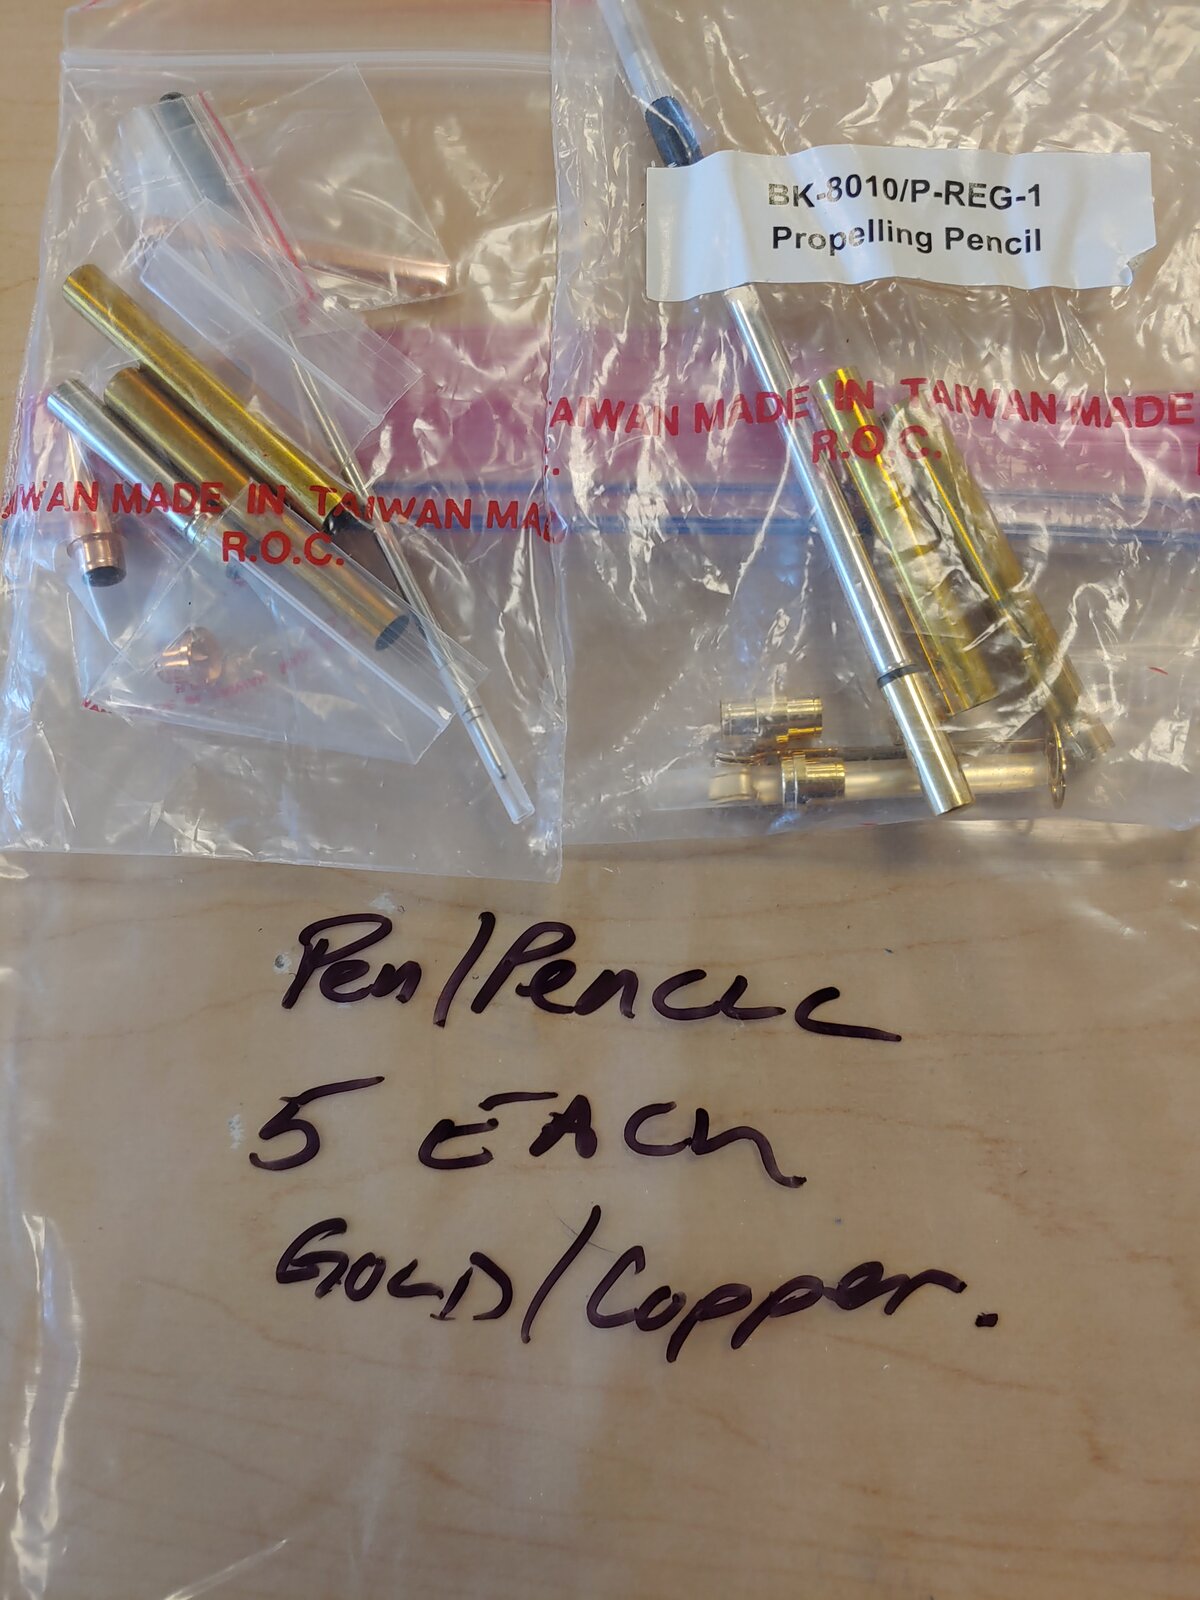 BK-8010/P-REG-1
Propelling Pencil
TAIWAN MADE IN TAIWAN MADE
R.O.C.
TAIWAN MADE IN TAIWAN MADE
R.O.C.
Pen/Pencil
5 EACh
GOLD/Copper.